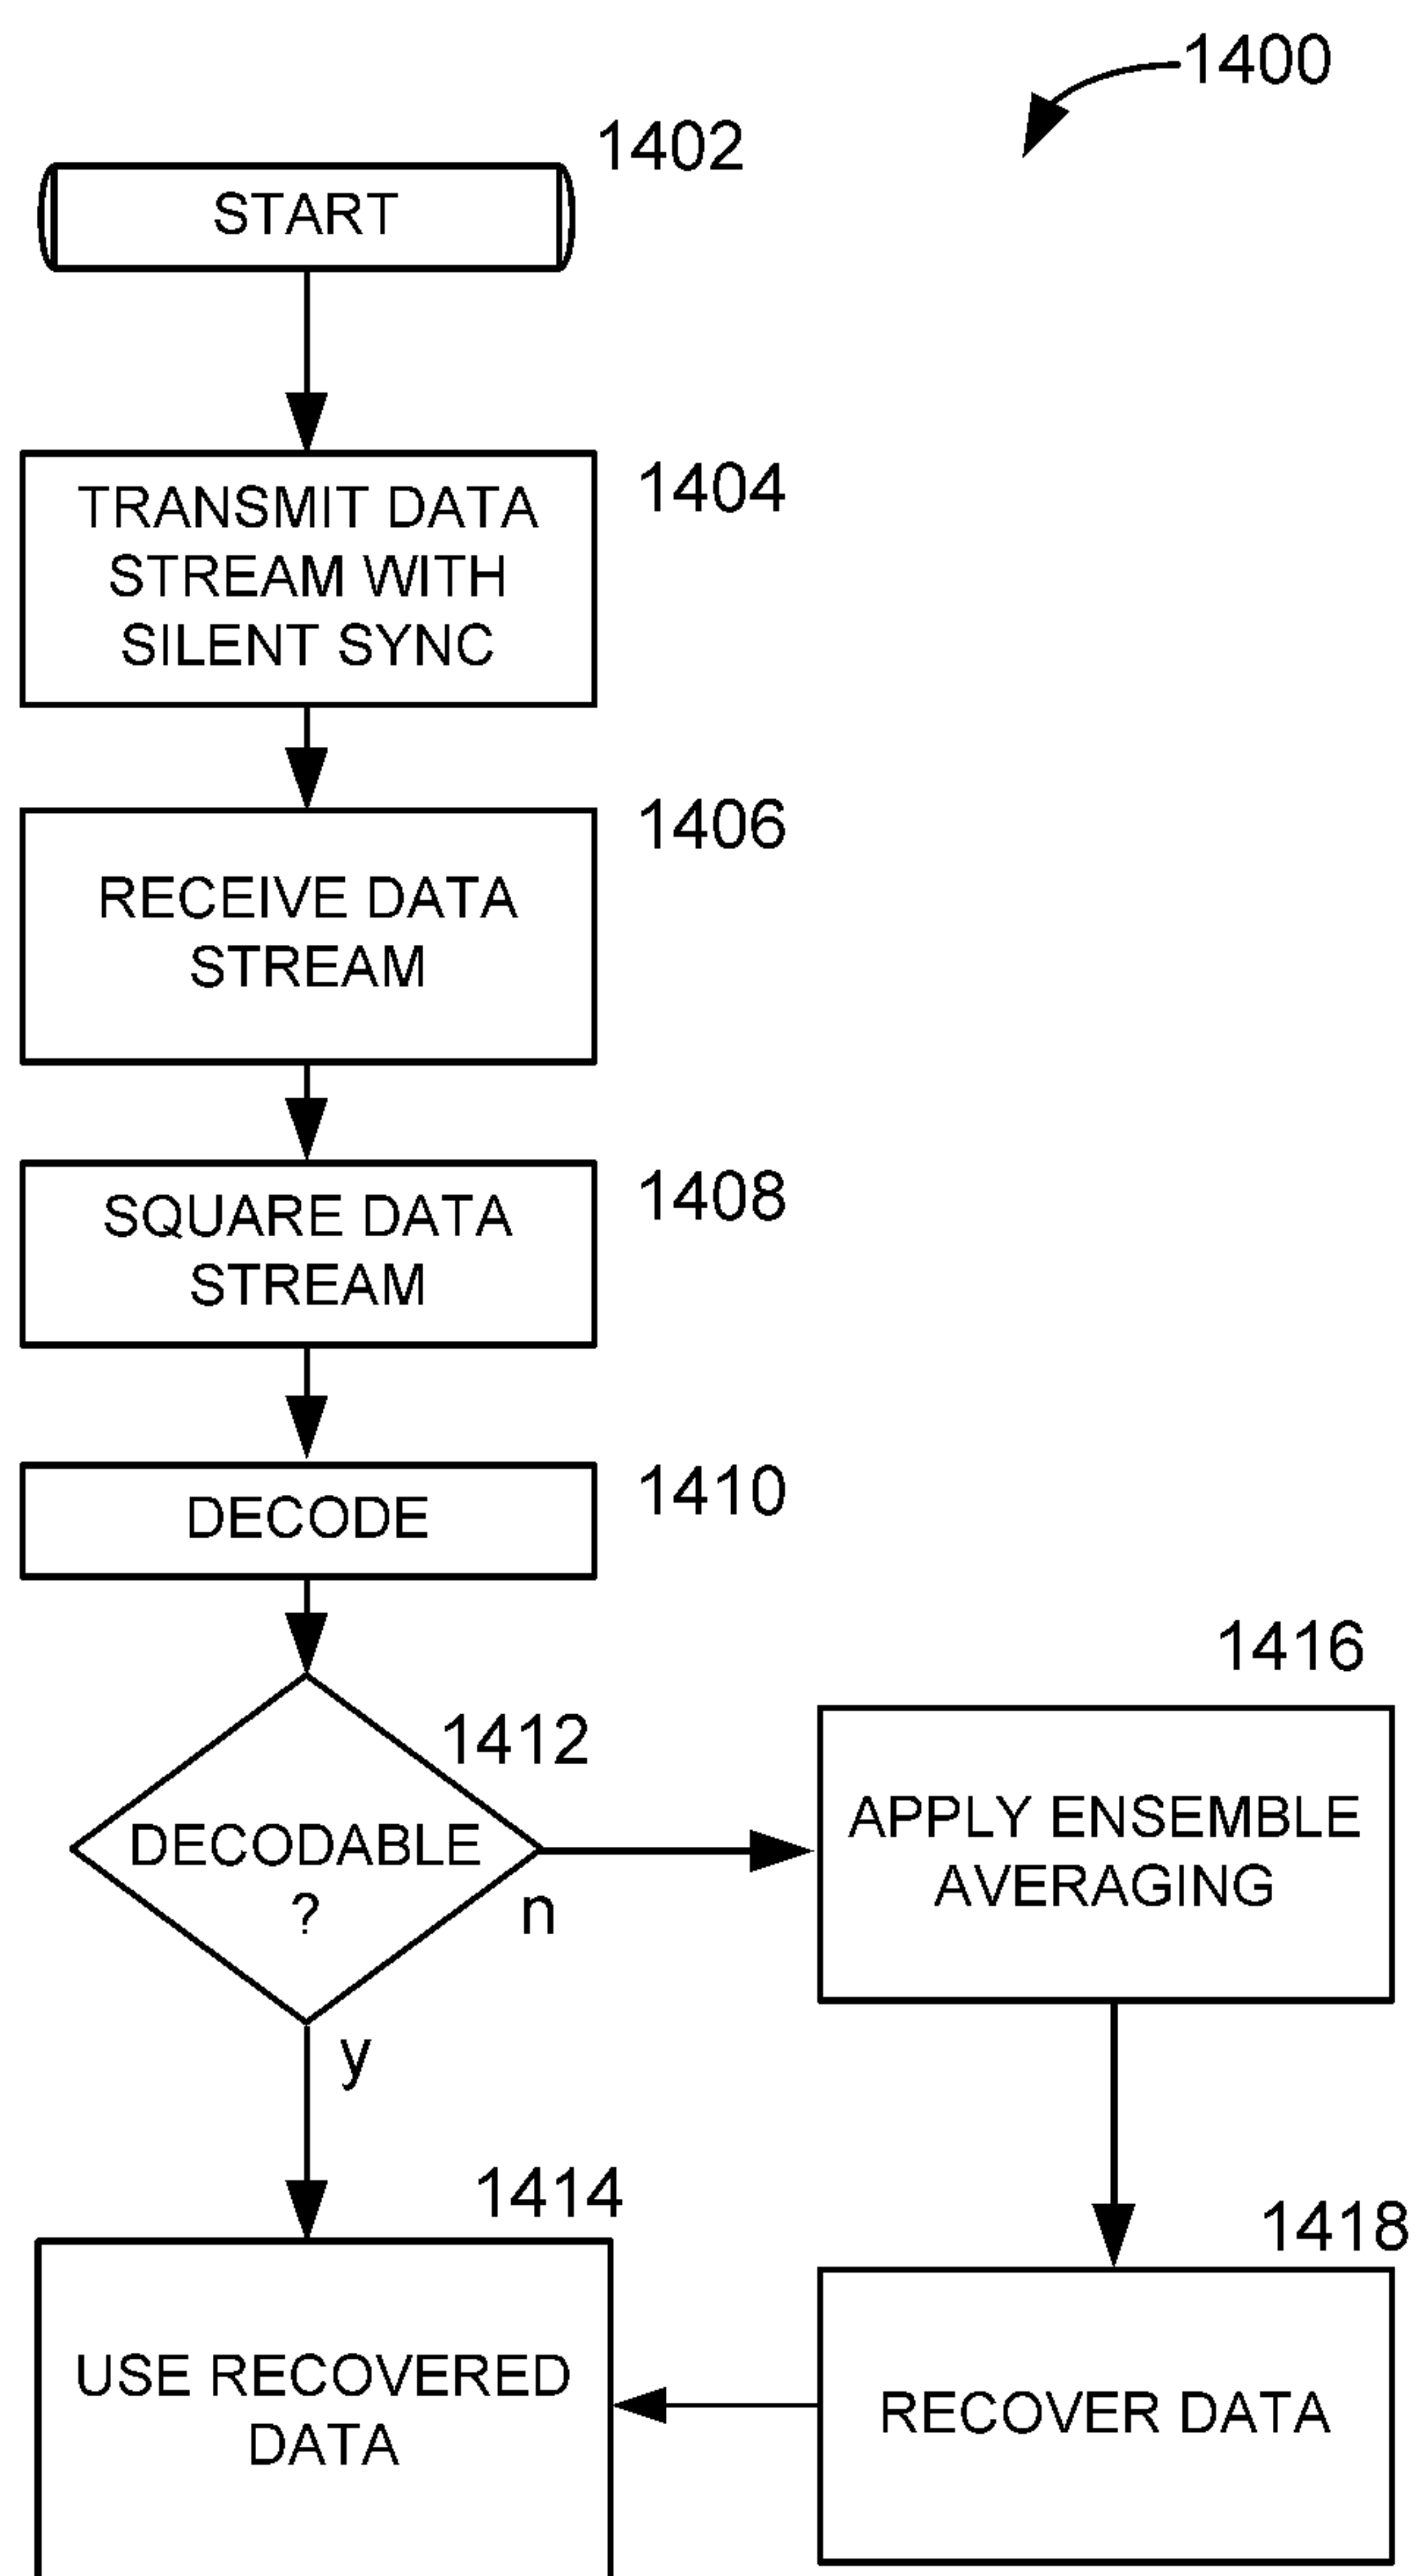 1400
1402
START
1404
TRANSMIT DATA
STREAM WITH
SILENT SYNC
1406
RECEIVE DATA
STREAM
1408
SQUARE DATA
STREAM
1410
DECODE
1412
DECODABLE
?
n
y
1416
APPLY ENSEMBLE
AVERAGING
1414
USE RECOVERED
DATA
1418
RECOVER DATA